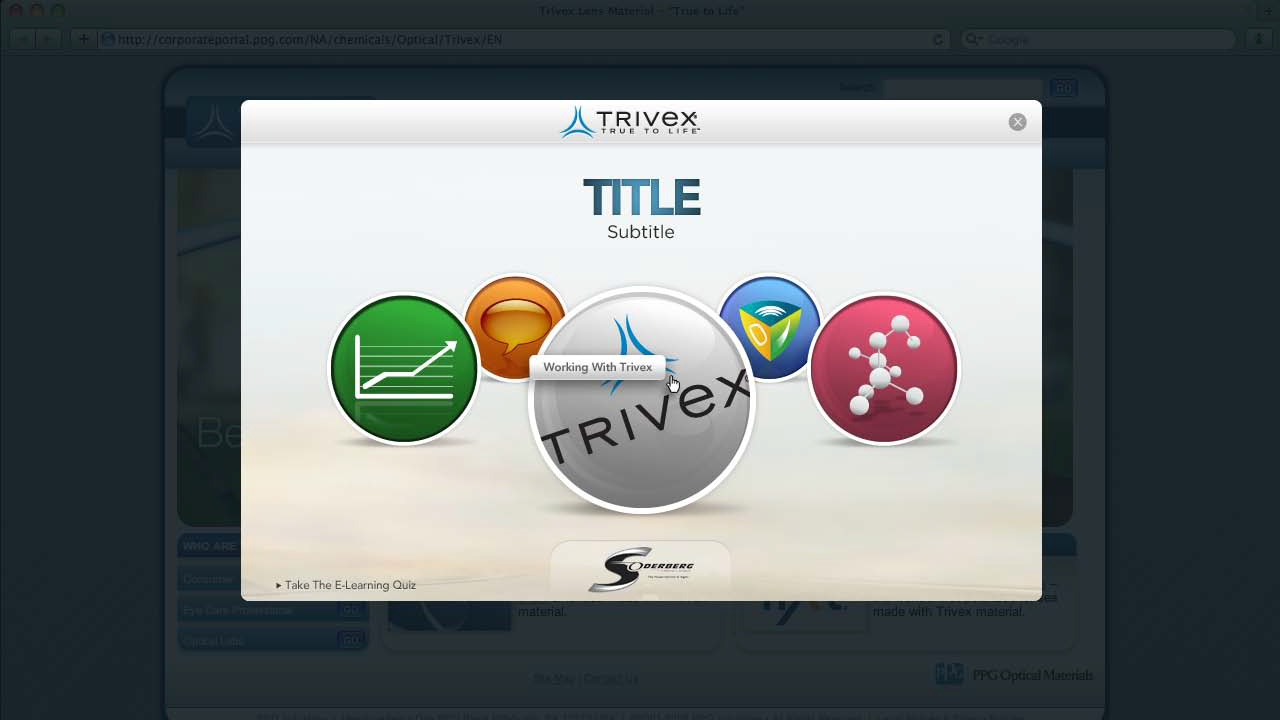 Trivex Lens Material - "True to Life"
http://corporateportal.ppg.com/NA/chemicals/Optical/Trivex/EN
Google
Search
GO
TRIVEX
TRUE TO LIFE™
TITLE
Subtitle
Working With Trivex
TRIVEX
Be
WHO ARE
Consumer
Eye Care Professional GO
Optical Labs GO
SODERBERG
Take The E-Learning Quiz
material.
made with Trivex material.
Site Map | Contact Us
PPG PPG Optical Materials